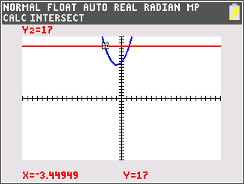 NORMAL FLOAT AUTO REAL RADIAN MP
CALC INTERSECT
Y2=17
X=-3.44949 Y=17